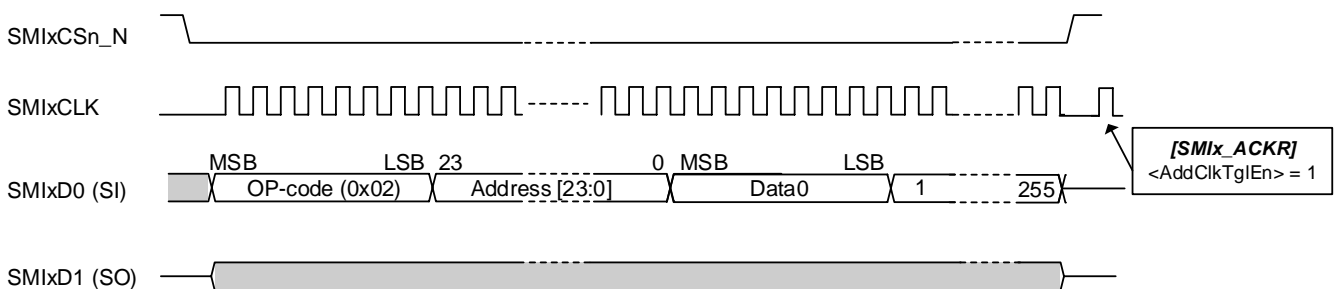 SMIxCSn_N
SMIxCLK
[SMIx_ACKR]
<AddClkTglEn> = 1
MSB LSB 23 0 MSB LSB
SMIxD0 (SI) OP-code (0x02) Address [23:0] Data0 1 255
SMIxD1 (SO)